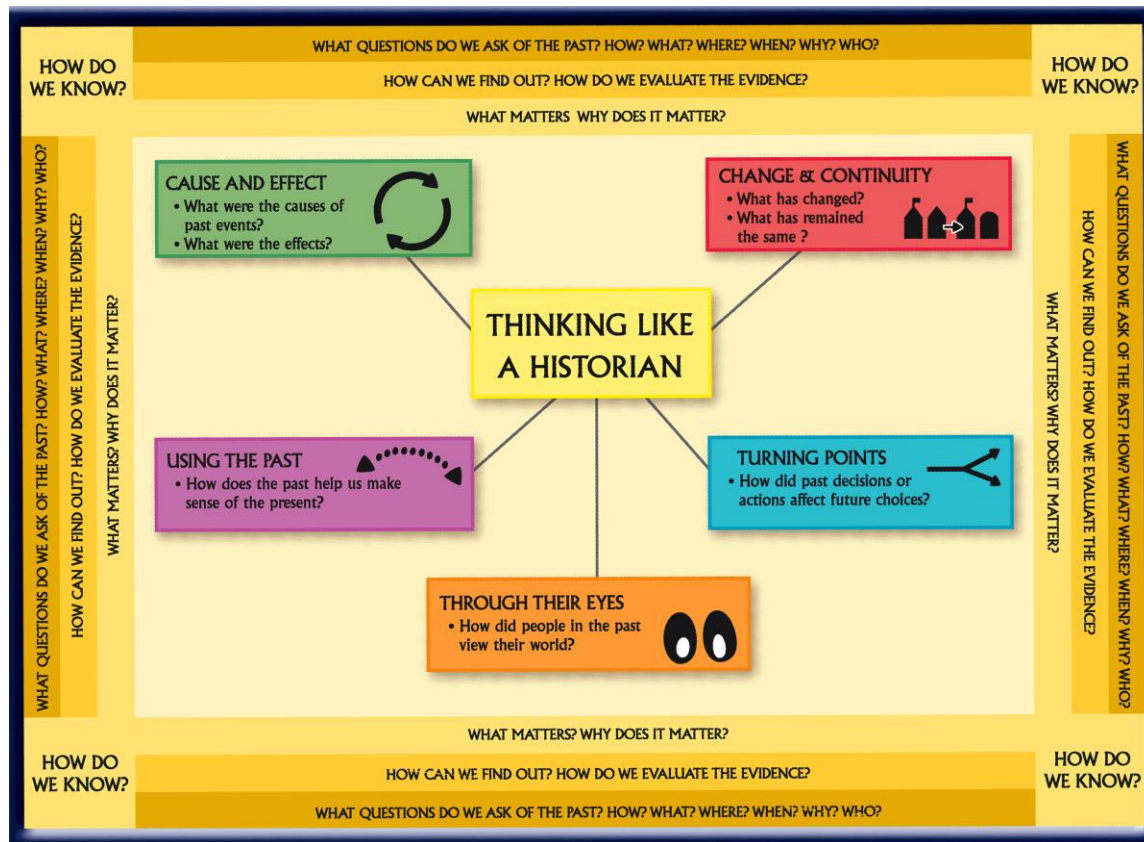 WHAT QUESTIONS DO WE ASK OF THE PAST? HOW? WHAT? WHERE? WHEN? WHY? WHO?
HOW DO
WE KNOW?
HOW CAN WE FIND OUT? HOW DO WE EVALUATE THE EVIDENCE?
HOW DO
WE KNOW?
WHAT MATTERS WHY DOES IT MATTER?
WHAT QUESTIONS DO WE ASK OF THE PAST? HOW? WHAT? WHERE? WHEN? WHY? WHO?
HOW CAN WE FIND OUT? HOW DO WE EVALUATE THE EVIDENCE?
WHAT MATTERS? WHY DOES IT MATTER?
CAUSE AND EFFECT
• What were the causes of
past events?
• What were the effects?
CHANGE & CONTINUITY
• What has changed?
• What has remained
the same ?
THINKING LIKE
A HISTORIAN
USING THE PAST
• How does the past help us make
sense of the present?
TURNING POINTS
• How did past decisions or
actions affect future choices?
THROUGH THEIR EYES
• How did people in the past
view their world?
WHAT MATTERS? WHY DOES IT MATTER?
HOW CAN WE FIND OUT? HOW DO WE EVALUATE THE EVIDENCE?
WHAT QUESTIONS DO WE ASK OF THE PAST? HOW? WHAT? WHERE? WHEN? WHY? WHO?
WHAT MATTERS? WHY DOES IT MATTER?
HOW DO
WE KNOW?
HOW CAN WE FIND OUT? HOW DO WE EVALUATE THE EVIDENCE?
HOW DO
WE KNOW?
WHAT QUESTIONS DO WE ASK OF THE PAST? HOW? WHAT? WHERE? WHEN? WHY? WHO?